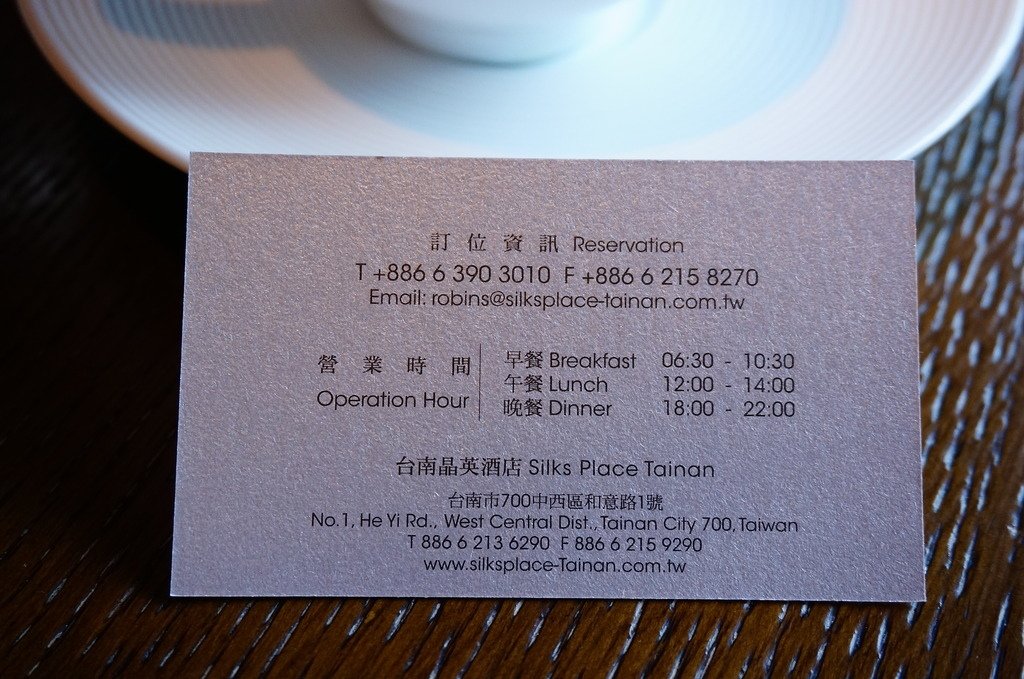 訂位資訊 Reservation
T +886 6 390 3010 F +886 6 215 8270
Email: robins@silksplace-tainan.com.tw
營業時間
Operation Hour
早餐 Breakfast 06:30 - 10:30
午餐 Lunch 12:00 - 14:00
晚餐 Dinner 18:00 - 22:00
台南晶英酒店 Silks Place Tainan
台南市700中西區和意路1號
No.1, He Yi Rd., West Central Dist., Tainan City 700, Taiwan
T 886 6 213 6290 F 886 6 215 9290
www.silksplace-Tainan.com.tw